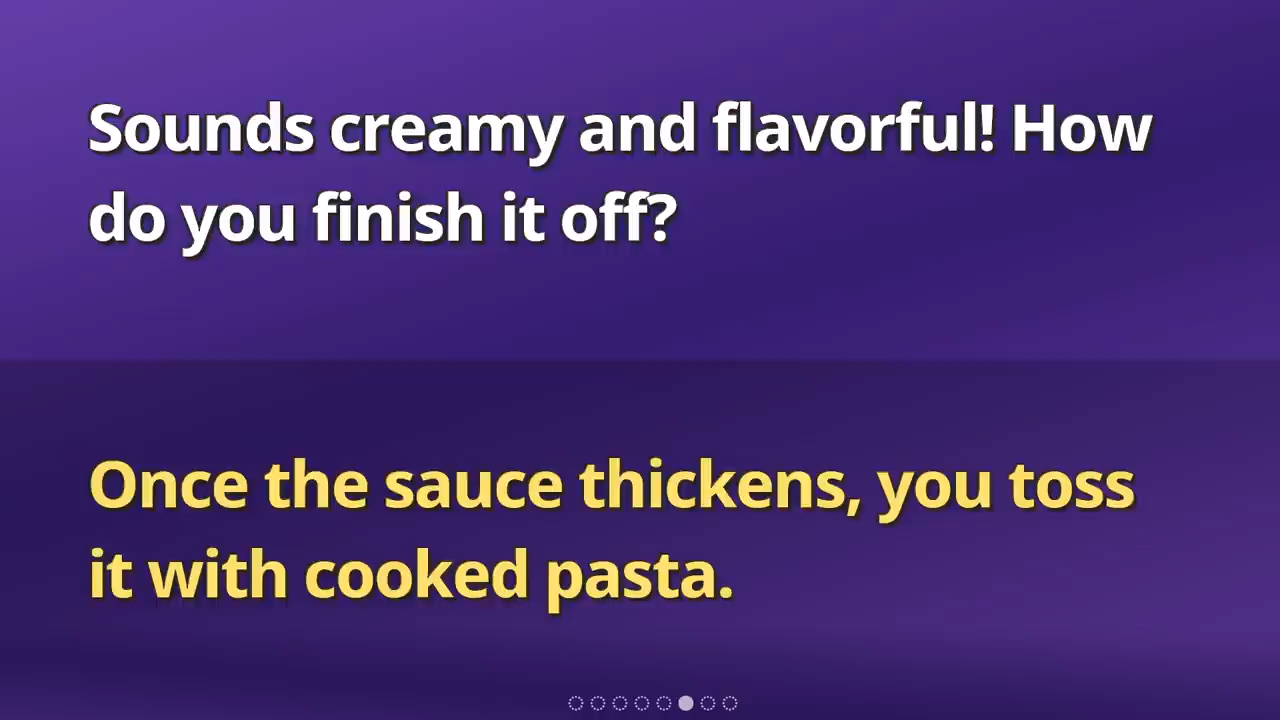 Sounds creamy and flavorful! How
do you finish it off?
Once the sauce thickens, you toss
it with cooked pasta.